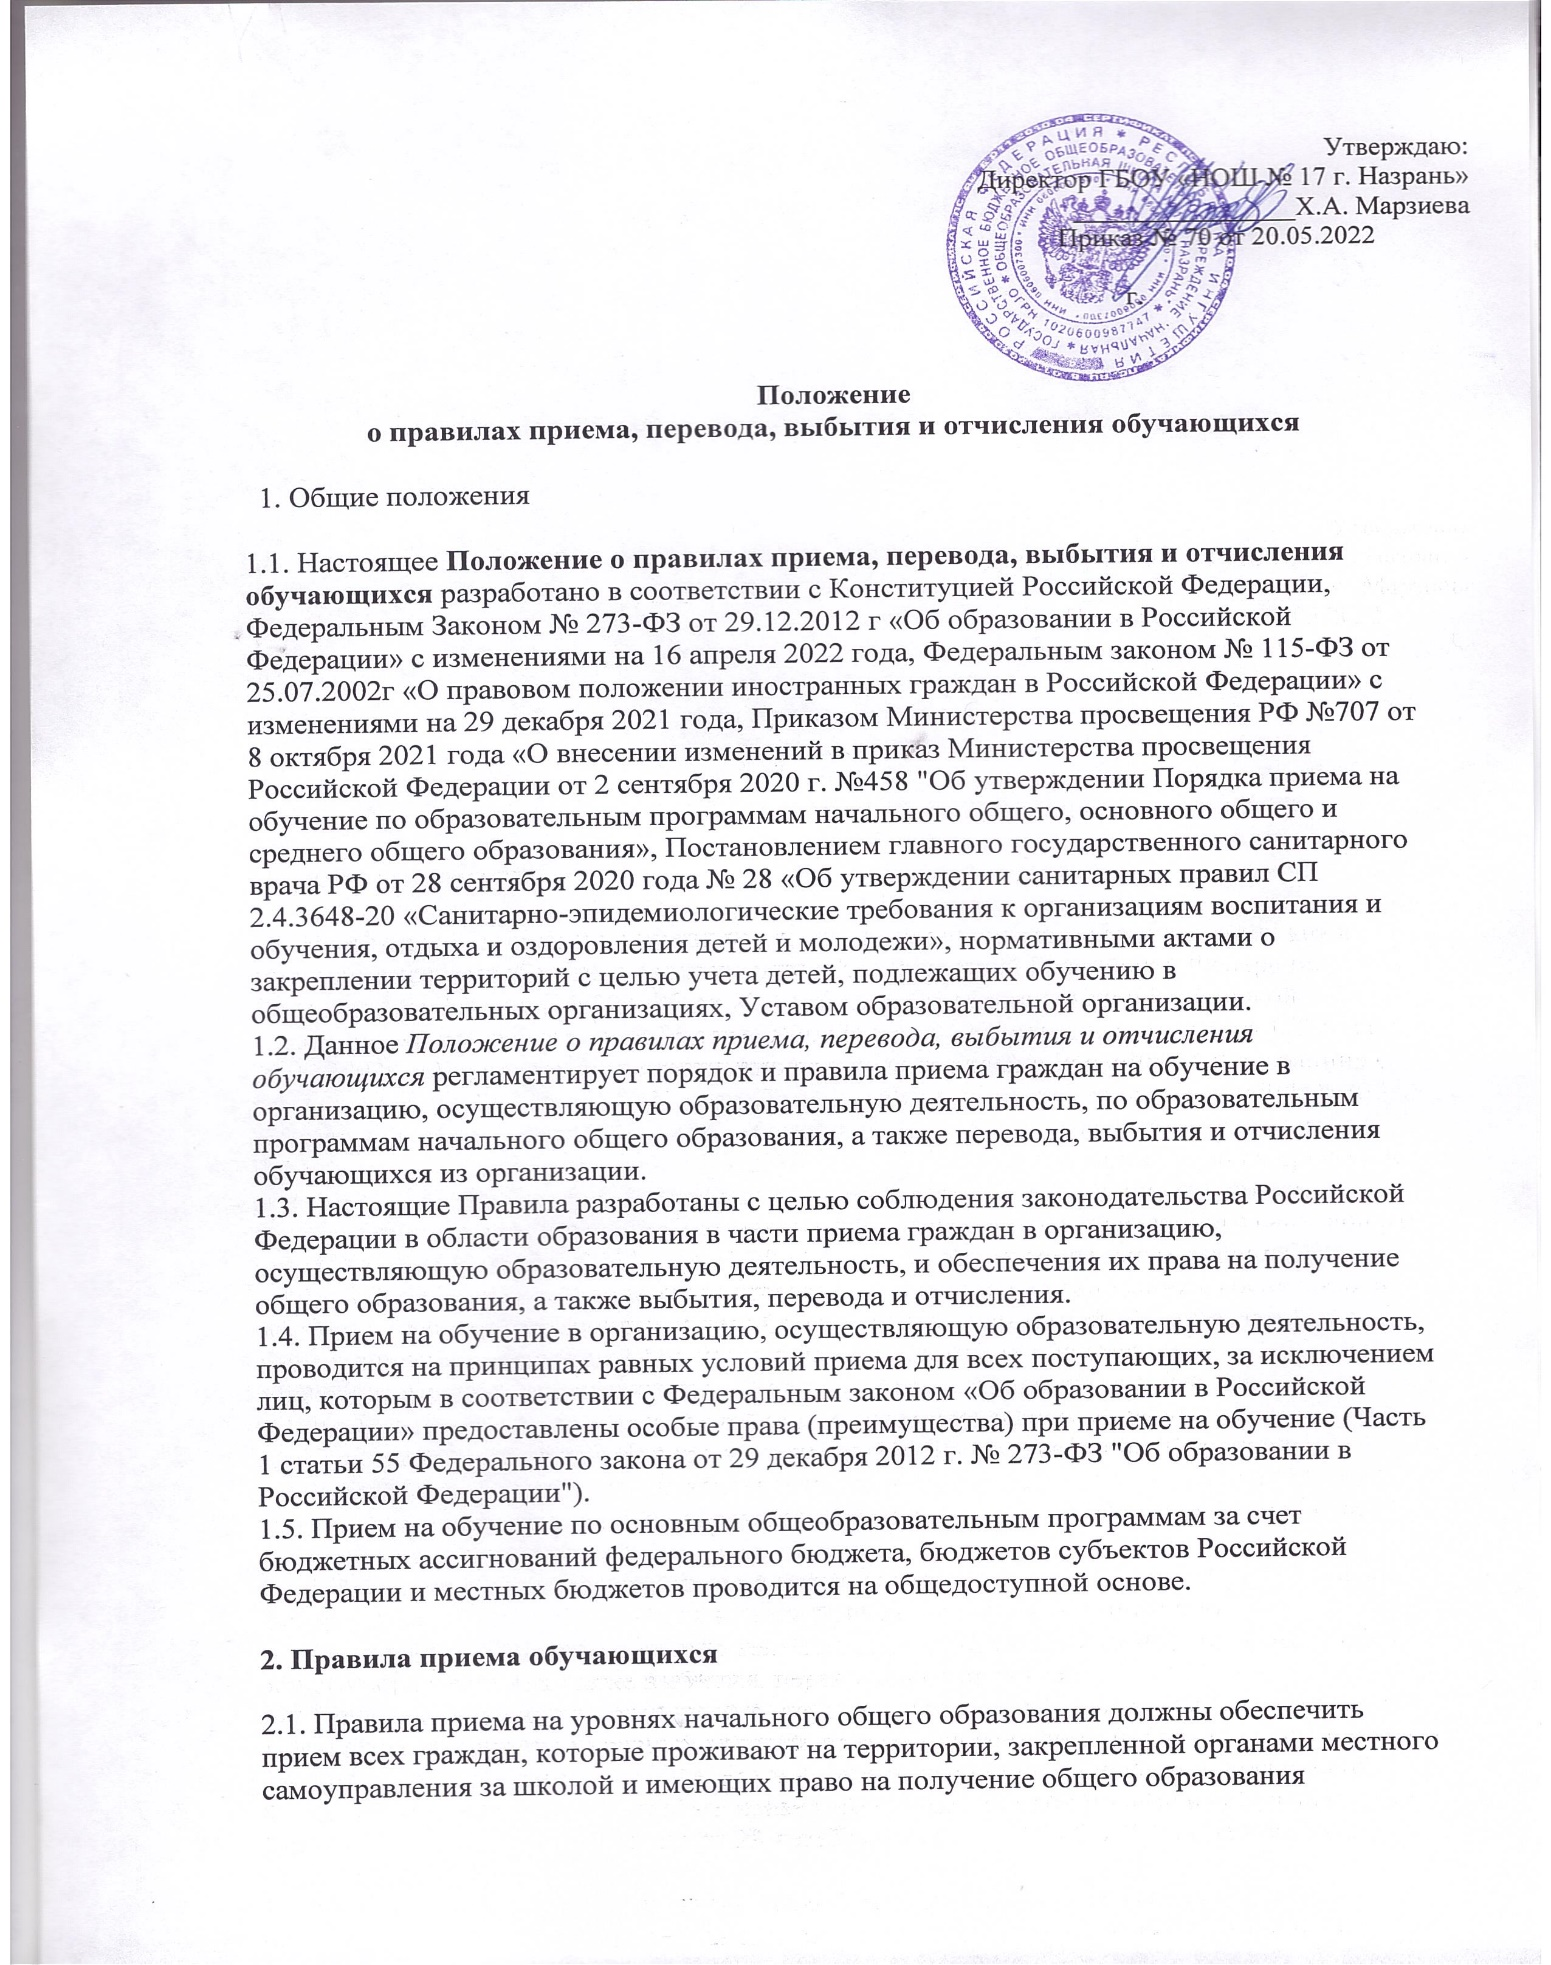 Утверждаю:
Директор ГБОУ «НОШ № 17 г. Назрань»
Х.А. Марзиева
Приказ № 70 от 20.05.2022
г.
РОССИЙСКАЯ ФЕДЕРАЦИЯ * РЕСПУБЛИКА ИНГУШЕТИЯ
ГОСУДАРСТВЕННОЕ БЮДЖЕТНОЕ ОБЩЕОБРАЗОВАТЕЛЬНОЕ УЧРЕЖДЕНИЕ
ОГРН 1020600987747
Положение
о правилах приема, перевода, выбытия и отчисления обучающихся
1. Общие положения
1.1. Настоящее Положение о правилах приема, перевода, выбытия и отчисления
обучающихся разработано в соответствии с Конституцией Российской Федерации,
Федеральным Законом № 273-ФЗ от 29.12.2012 г «Об образовании в Российской
Федерации» с изменениями на 16 апреля 2022 года, Федеральным законом № 115-ФЗ от
25.07.2002г «О правовом положении иностранных граждан в Российской Федерации» с
изменениями на 29 декабря 2021 года, Приказом Министерства просвещения РФ №707 от
8 октября 2021 года «О внесении изменений в приказ Министерства просвещения
Российской Федерации от 2 сентября 2020 г. №458 "Об утверждении Порядка приема на
обучение по образовательным программам начального общего, основного общего и
среднего общего образования», Постановлением главного государственного санитарного
врача РФ от 28 сентября 2020 года № 28 «Об утверждении санитарных правил СП
2.4.3648-20 «Санитарно-эпидемиологические требования к организациям воспитания и
обучения, отдыха и оздоровления детей и молодежи», нормативными актами о
закреплении территорий с целью учета детей, подлежащих обучению в
общеобразовательных организациях, Уставом образовательной организации.
1.2. Данное Положение о правилах приема, перевода, выбытия и отчисления
обучающихся регламентирует порядок и правила приема граждан на обучение в
организацию, осуществляющую образовательную деятельность, по образовательным
программам начального общего образования, а также перевода, выбытия и отчисления
обучающихся из организации.
1.3. Настоящие Правила разработаны с целью соблюдения законодательства Российской
Федерации в области образования в части приема граждан в организацию,
осуществляющую образовательную деятельность, и обеспечения их права на получение
общего образования, а также выбытия, перевода и отчисления.
1.4. Прием на обучение в организацию, осуществляющую образовательную деятельность,
проводится на принципах равных условий приема для всех поступающих, за исключением
лиц, которым в соответствии с Федеральным законом «Об образовании в Российской
Федерации» предоставлены особые права (преимущества) при приеме на обучение (Часть
1 статьи 55 Федерального закона от 29 декабря 2012 г. № 273-ФЗ "Об образовании в
Российской Федерации").
1.5. Прием на обучение по основным общеобразовательным программам за счет
бюджетных ассигнований федерального бюджета, бюджетов субъектов Российской
Федерации и местных бюджетов проводится на общедоступной основе.
2. Правила приема обучающихся
2.1. Правила приема на уровнях начального общего образования должны обеспечить
прием всех граждан, которые проживают на территории, закрепленной органами местного
самоуправления за школой и имеющих право на получение общего образования